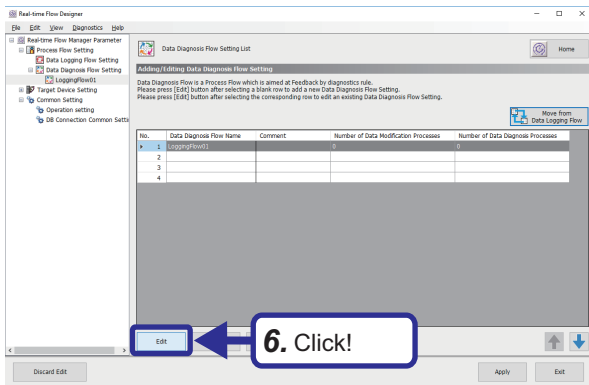 Real-time Flow Designer
File Edit View Diagnostics Help
Real-time Flow Manager Parameter
Process Flow Setting
Data Logging Flow Setting
Data Diagnosis Flow Setting
LoggingFlow01
Target Device Setting
Common Setting
Operation setting
DB Connection Common Setti
Data Diagnosis Flow Setting List
Home
Adding/Editing Data Diagnosis Flow Setting
Data Diagnosis Flow is a Process Flow which is aimed at Feedback by diagnostics rule.
Please press [Edit] button after selecting a blank row to add a new Data Diagnosis Flow Setting.
Please press [Edit] button after selecting the corresponding row to edit an existing Data Diagnosis Flow Setting.
Move from
Data Logging Flow
No. Data Diagnosis Flow Name Comment Number of Data Modification Processes Number of Data Diagnosis Processes
1 LoggingFlow01 0 0
2
3
4
Edit
6. Click!
Discard Edit
Apply
Exit